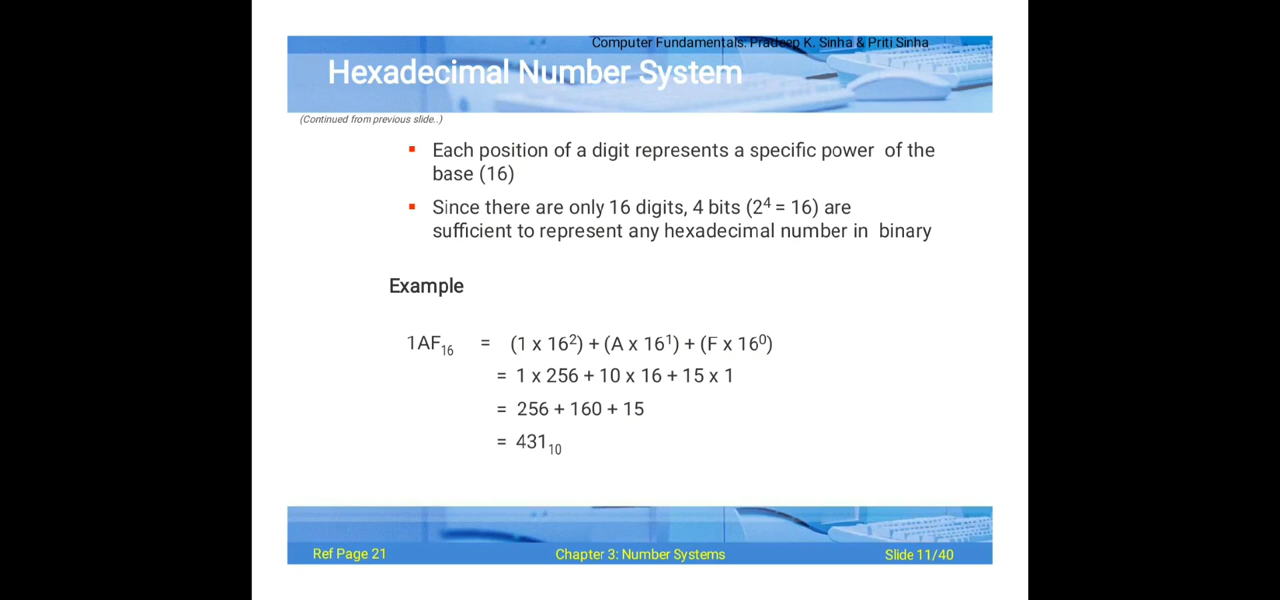 Computer Fundamentals: Pradeep K. Sinha & Priti Sinha
Hexadecimal Number System
(Continued from previous slide..)
▪ Each position of a digit represents a specific power of the
base (16)
▪ Since there are only 16 digits, 4 bits (2⁴ = 16) are
sufficient to represent any hexadecimal number in binary
Example
1AF₁₆ = (1 x 16²) + (A x 16¹) + (F x 16⁰)
= 1 x 256 + 10 x 16 + 15 x 1
= 256 + 160 + 15
= 431₁₀
Ref Page 21 Chapter 3: Number Systems Slide 11/40